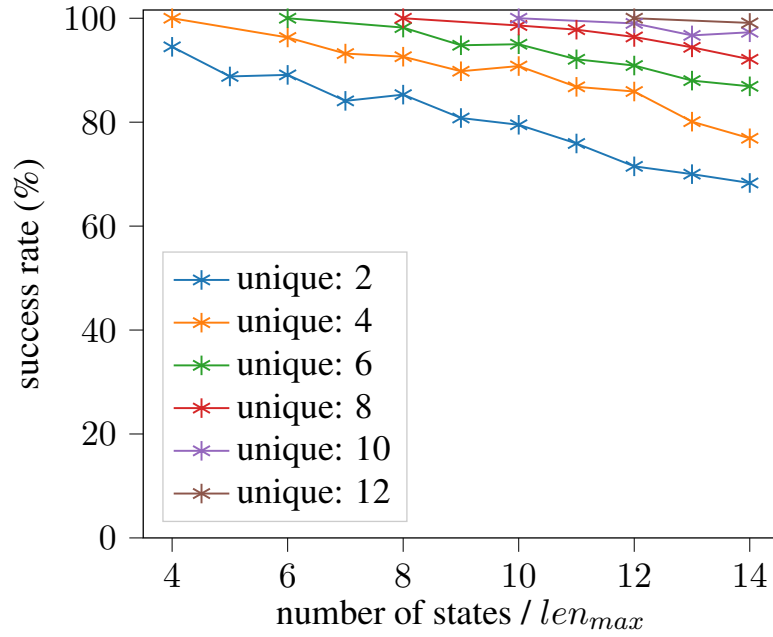 success rate (%)
100
80
60
40
20
0
unique: 2
unique: 4
unique: 6
unique: 8
unique: 10
unique: 12
4 6 8 10 12 14
number of states / len_max